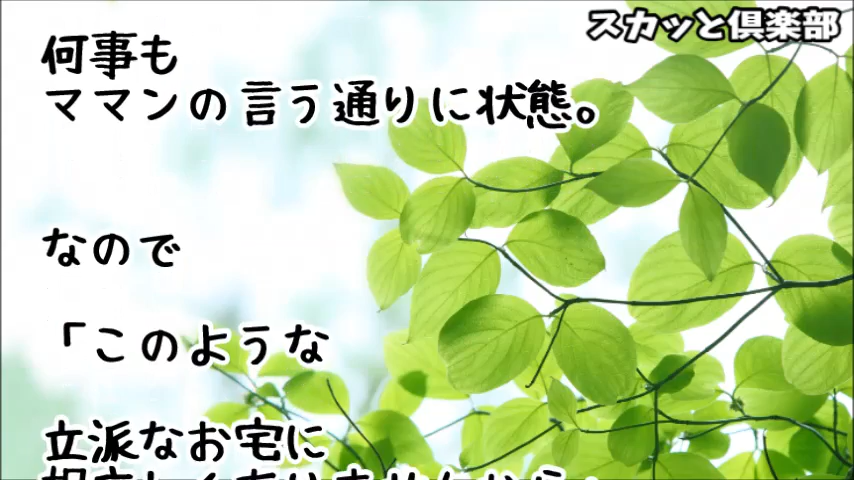 スカッと倶楽部
何事も
ママンの言う通りに状態。
なので
「このような
立派なお宅に